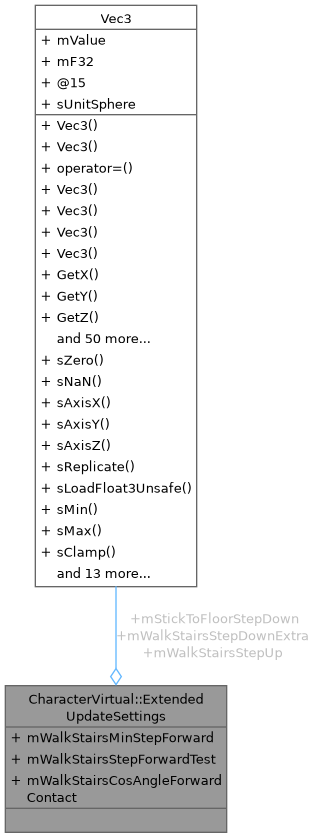 Vec3
+ mValue
+ mF32
+ @15
+ sUnitSphere
+ Vec3()
+ Vec3()
+ operator=()
+ Vec3()
+ Vec3()
+ Vec3()
+ Vec3()
+ GetX()
+ GetY()
+ GetZ()
and 50 more...
+ sZero()
+ sNaN()
+ sAxisX()
+ sAxisY()
+ sAxisZ()
+ sReplicate()
+ sLoadFloat3Unsafe()
+ sMin()
+ sMax()
+ sClamp()
and 13 more...
+mStickToFloorStepDown
+mWalkStairsStepDownExtra
+mWalkStairsStepUp
CharacterVirtual::Extended
UpdateSettings
+ mWalkStairsMinStepForward
+ mWalkStairsStepForwardTest
+ mWalkStairsCosAngleForward
Contact